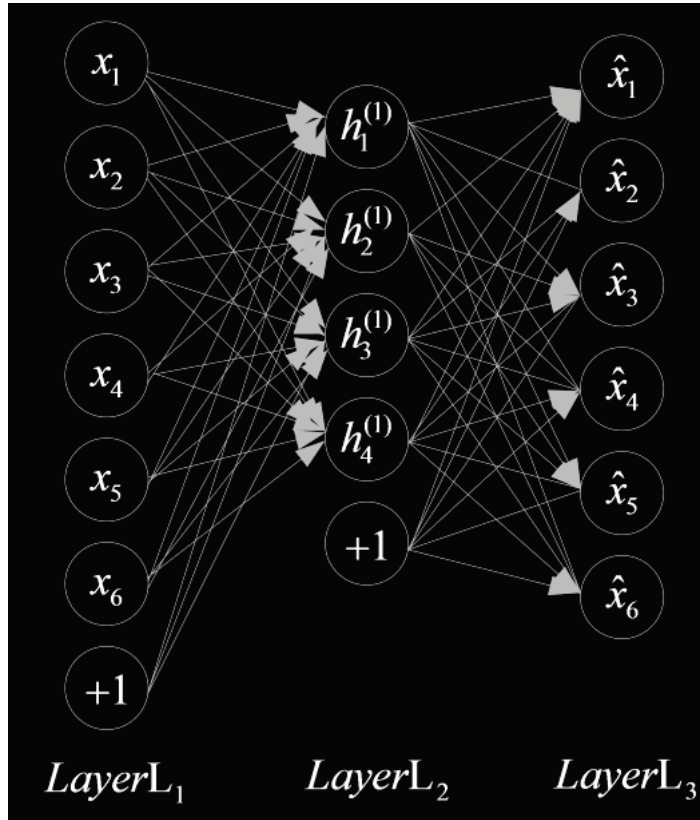 x₁ h₁⁽¹⁾ x̂₁
x₂ h₂⁽¹⁾ x̂₂
x₃ h₃⁽¹⁾ x̂₃
x₄ h₄⁽¹⁾ x̂₄
x₅ +1 x̂₅
x₆ x̂₆
+1
LayerL₁ LayerL₂ LayerL₃